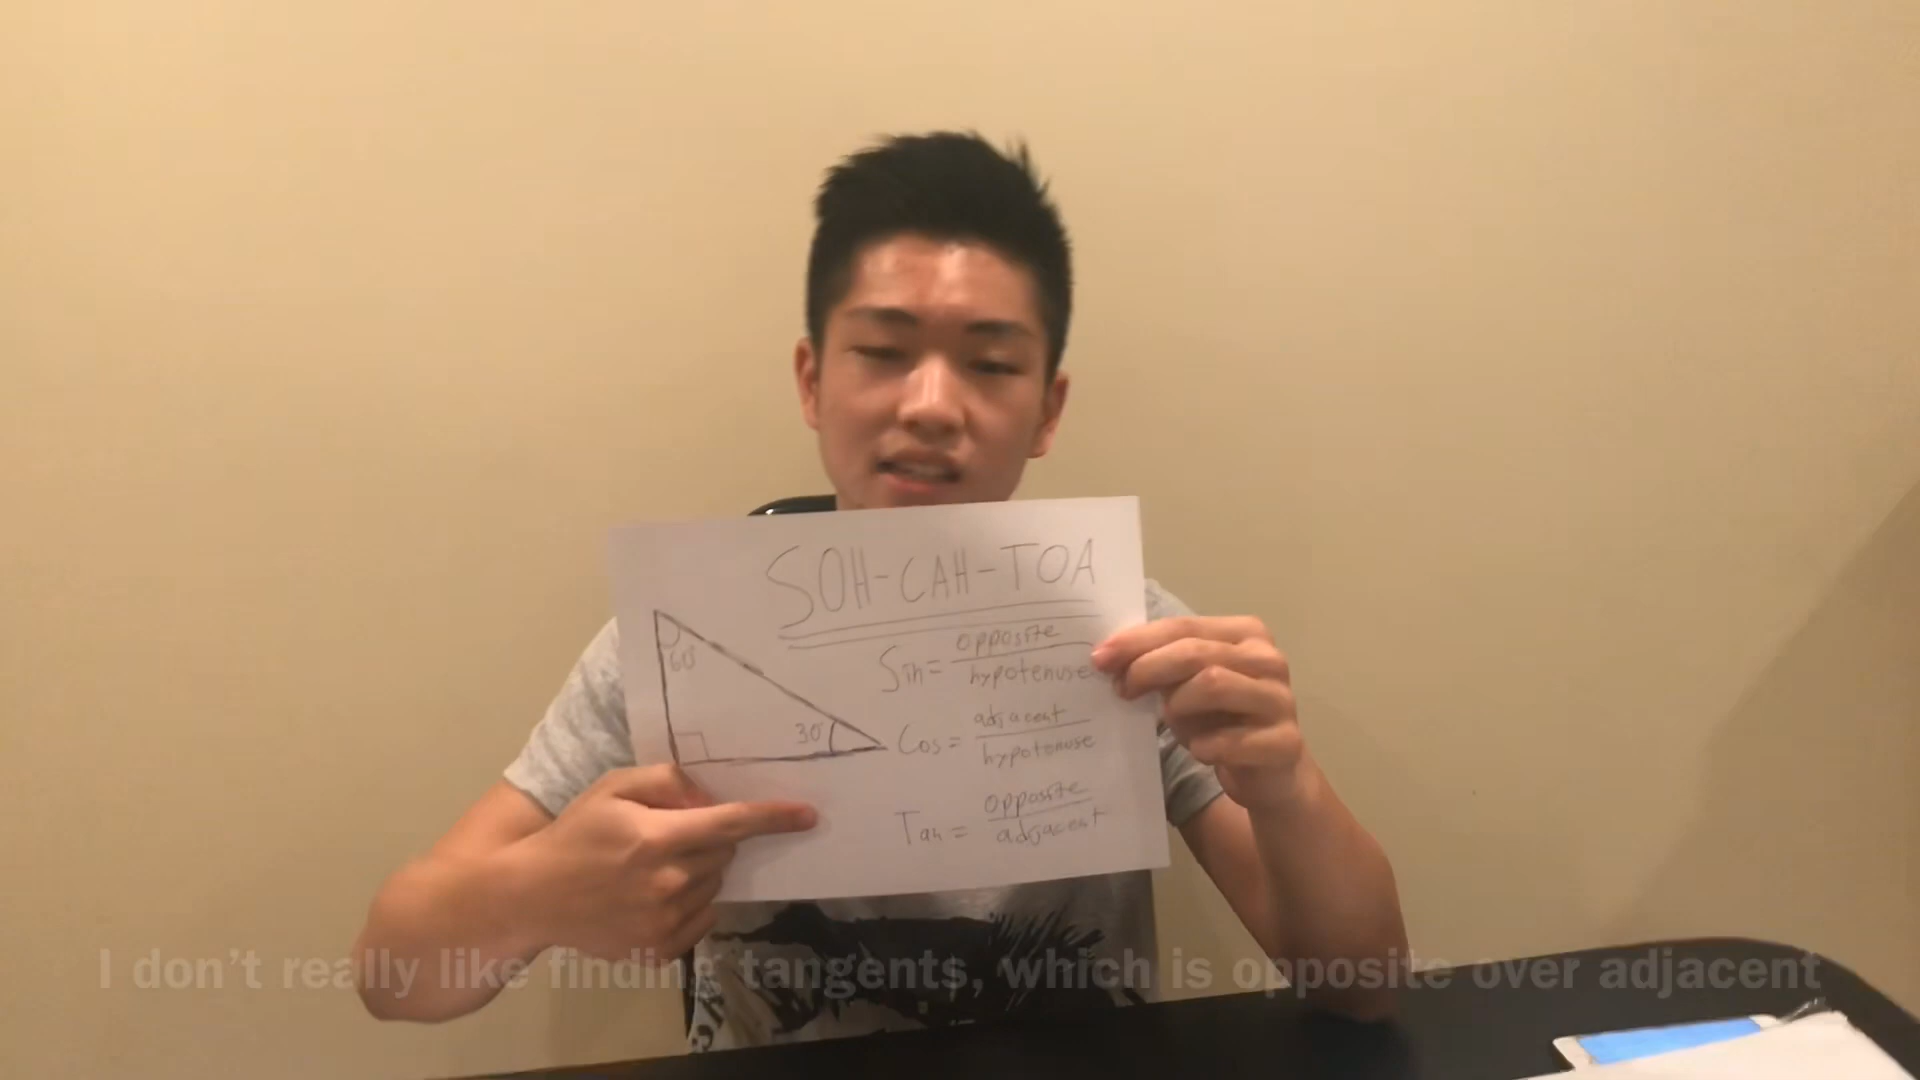 SOH-CAH-TOA
60°
30°
Sin = opposite
hypotenuse
Cos = adjacent
hypotenuse
Tan = opposite
adjacent
I don't really like finding tangents, which is opposite over adjacent